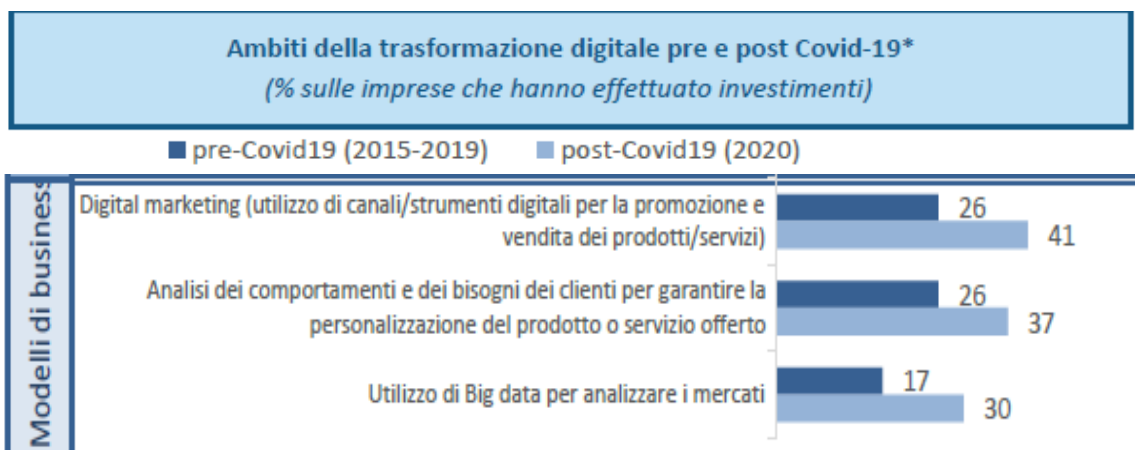 Ambiti della trasformazione digitale pre e post Covid-19*
(% sulle imprese che hanno effettuato investimenti)
pre-Covid19 (2015-2019) post-Covid19 (2020)
Modelli di business
Digital marketing (utilizzo di canali/strumenti digitali per la promozione e
vendita dei prodotti/servizi)
26
41
Analisi dei comportamenti e dei bisogni dei clienti per garantire la
personalizzazione del prodotto o servizio offerto
26
37
Utilizzo di Big data per analizzare i mercati
17
30